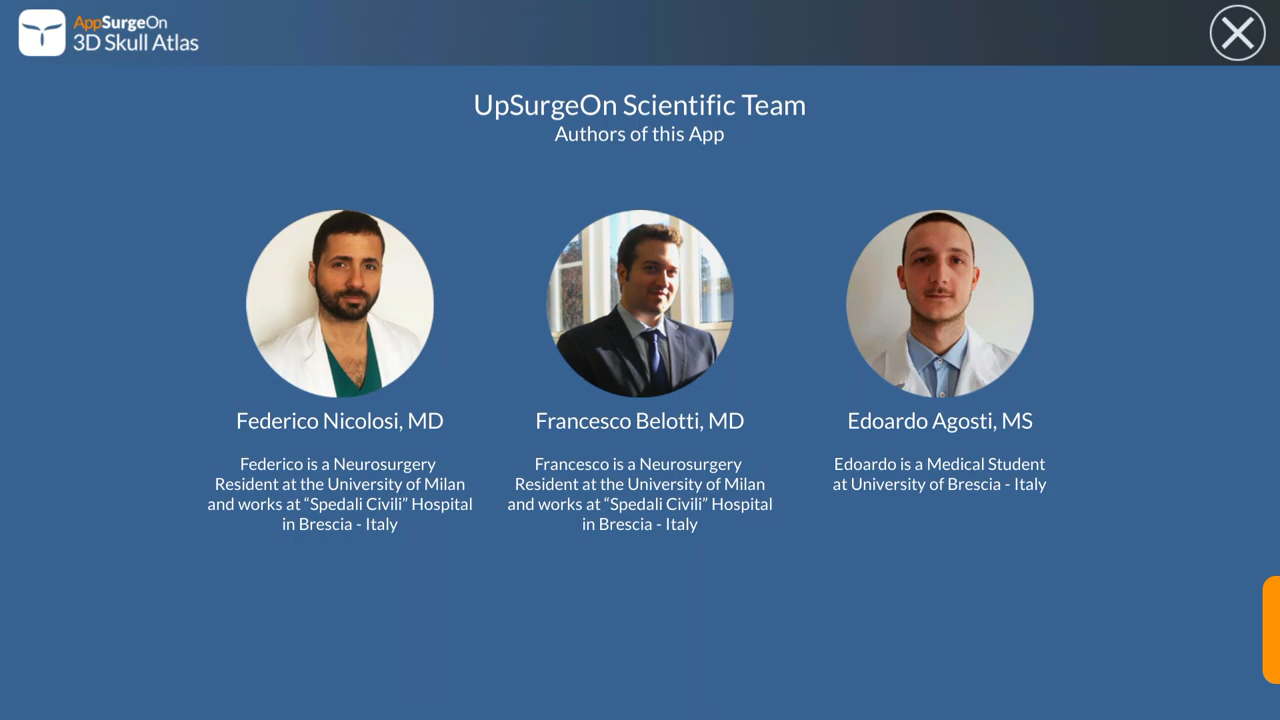 AppSurgeOn
3D Skull Atlas
UpSurgeOn Scientific Team
Authors of this App
Federico Nicolosi, MD
Federico is a Neurosurgery
Resident at the University of Milan
and works at “Spedali Civili” Hospital
in Brescia - Italy
Francesco Belotti, MD
Francesco is a Neurosurgery
Resident at the University of Milan
and works at “Spedali Civili” Hospital
in Brescia - Italy
Edoardo Agosti, MS
Edoardo is a Medical Student
at University of Brescia - Italy